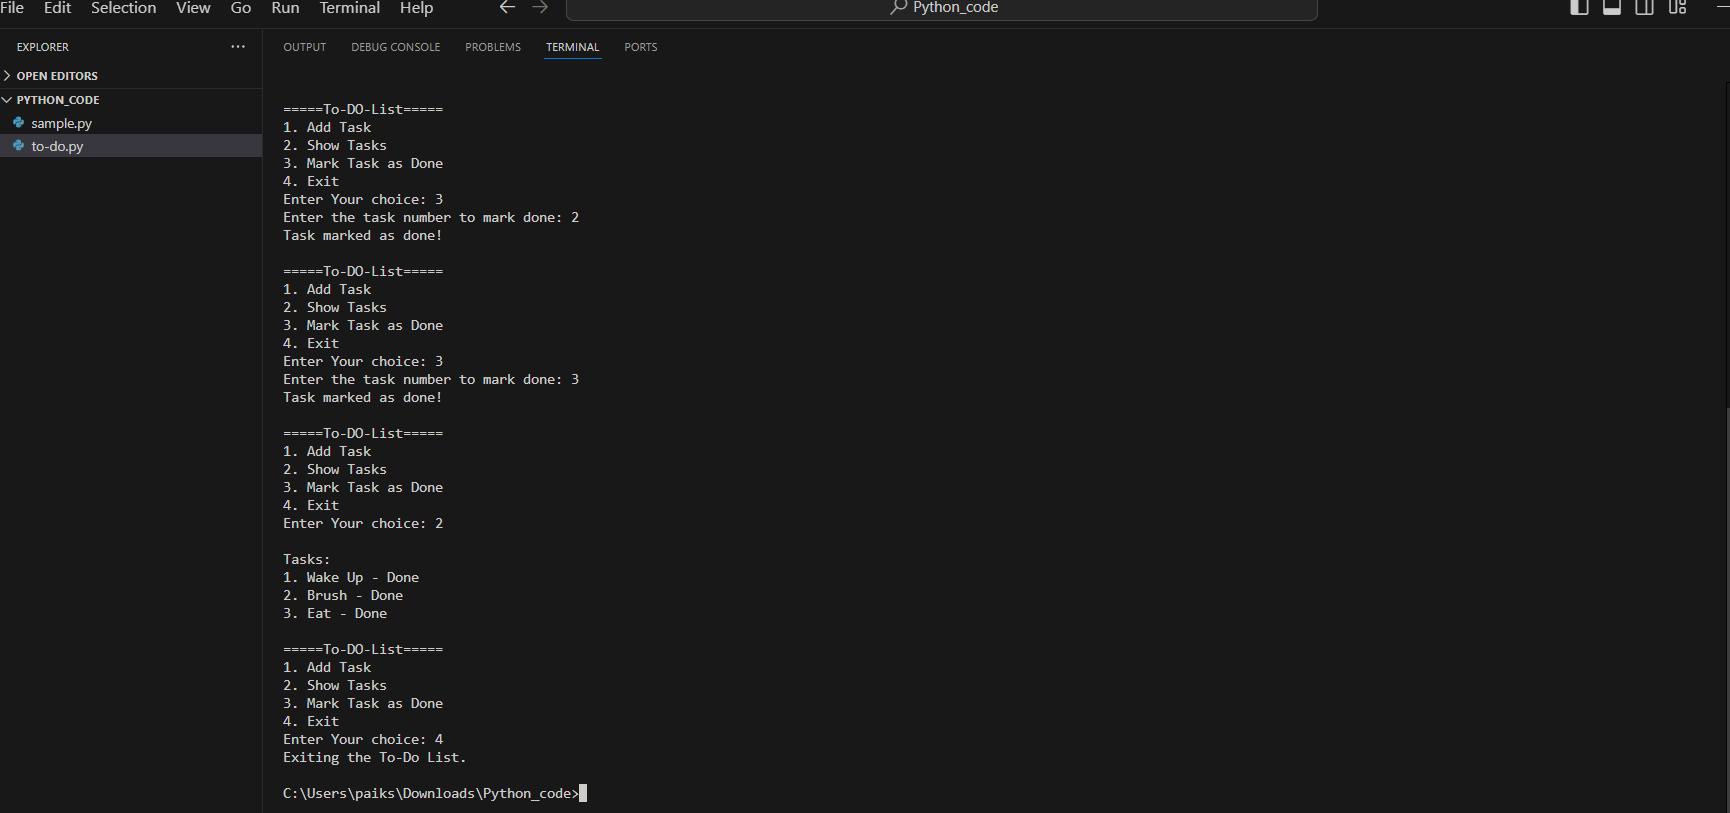 File Edit Selection View Go Run Terminal Help Python_code
EXPLORER
OPEN EDITORS
PYTHON_CODE
sample.py
to-do.py
OUTPUT DEBUG CONSOLE PROBLEMS TERMINAL PORTS
=====To-DO-List=====
1. Add Task
2. Show Tasks
3. Mark Task as Done
4. Exit
Enter Your choice: 3
Enter the task number to mark done: 2
Task marked as done!
=====To-DO-List=====
1. Add Task
2. Show Tasks
3. Mark Task as Done
4. Exit
Enter Your choice: 3
Enter the task number to mark done: 3
Task marked as done!
=====To-DO-List=====
1. Add Task
2. Show Tasks
3. Mark Task as Done
4. Exit
Enter Your choice: 2
Tasks:
1. Wake Up - Done
2. Brush - Done
3. Eat - Done
=====To-DO-List=====
1. Add Task
2. Show Tasks
3. Mark Task as Done
4. Exit
Enter Your choice: 4
Exiting the To-Do List.
C:\Users\paiks\Downloads\Python_code>